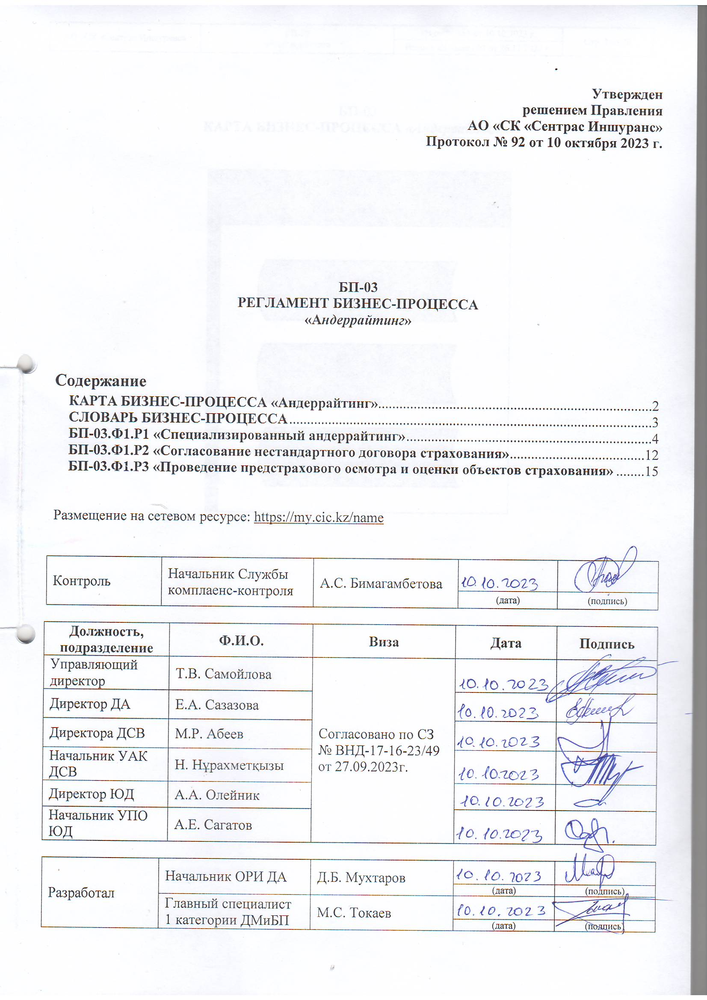 Утвержден
решением Правления
АО «СК «Сентрас Иншуранс»
Протокол № 92 от 10 октября 2023 г.
БП-03
РЕГЛАМЕНТ БИЗНЕС-ПРОЦЕССА
«Андеррайтинг»
Содержание
КАРТА БИЗНЕС-ПРОЦЕССА «Андеррайтинг»...............2
СЛОВАРЬ БИЗНЕС-ПРОЦЕССА...............3
БП-03.Ф1.Р1 «Специализированный андеррайтинг»...............4
БП-03.Ф1.Р2 «Согласование нестандартного договора страхования»...............12
БП-03.Ф1.Р3 «Проведение предстрахового осмотра и оценки объектов страхования» ........15
Размещение на сетевом ресурсе: https://my.cic.kz/name
Контроль
Начальник Службы
комплаенс-контроля
А.С. Бимагамбетова
10.10.2023
(дата)
(подпись)
Должность,
подразделение
Ф.И.О.
Виза
Дата
Подпись
Управляющий
директор
Т.В. Самойлова
10.10.2023
Директор ДА
Е.А. Сазазова
10.10.2023
Директора ДСВ
М.Р. Абеев
10.10.2023
Согласовано по СЗ
№ ВНД-17-16-23/49
от 27.09.2023г.
Начальник УАК
ДСВ
Н. Нұрахметқызы
10.10.2023
Директор ЮД
А.А. Олейник
10.10.2023
Начальник УПО
ЮД
А.Е. Сагатов
10.10.2023
Разработал
Начальник ОРИ ДА
Д.Б. Мухтаров
10.10.2023
(дата)
(подпись)
Главный специалист
1 категории ДМиБП
М.С. Токаев
10.10.2023
(дата)
(подпись)